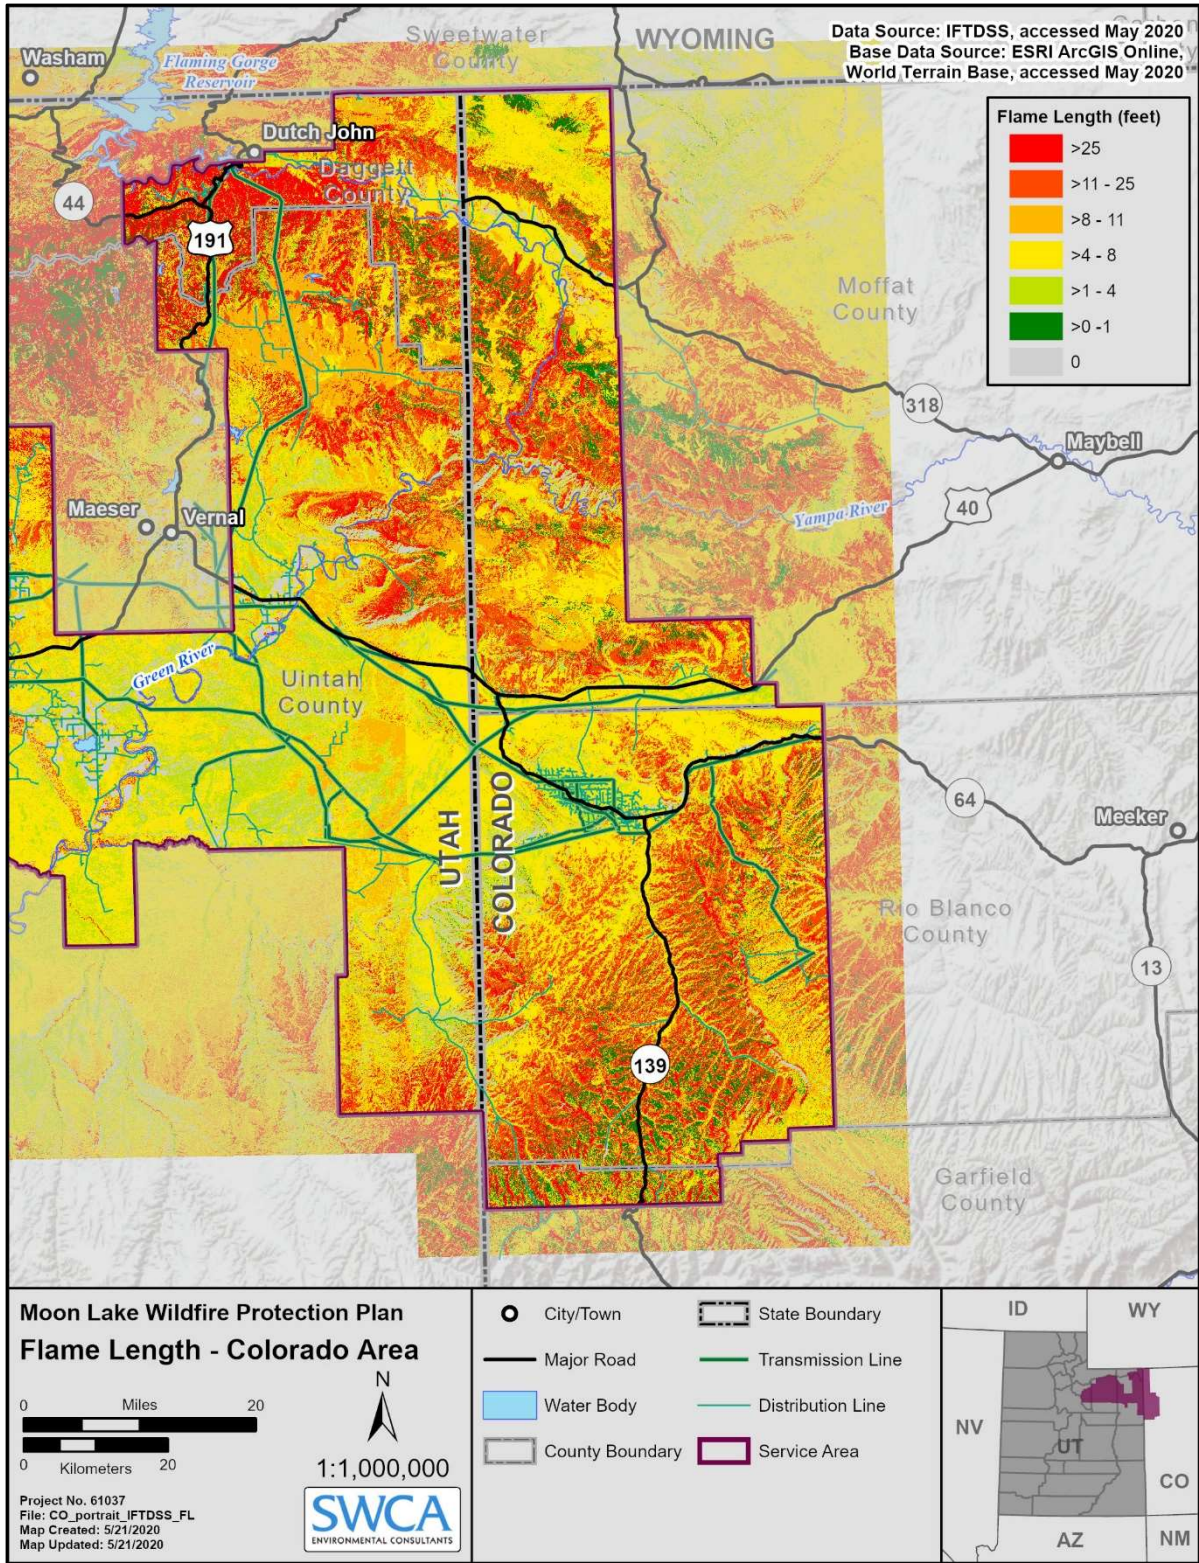 Data Source: IFTDSS, accessed May 2020
Base Data Source: ESRI ArcGIS Online,
World Terrain Base, accessed May 2020
Sweetwater
County
WYOMING
Washam
Flaming Gorge
Reservoir
Flame Length (feet)
>25
>11 - 25
>8 - 11
>4 - 8
>1 - 4
>0 -1
0
Dutch John
Daggett
County
44
191
Moffat
County
318
Maybell
40
Yampa River
Maeser
Vernal
Green River
Uintah
County
UTAH
COLORADO
64
Meeker
Rio Blanco
County
13
139
Garfield
County
Moon Lake Wildfire Protection Plan
Flame Length - Colorado Area
0 Miles 20
0 Kilometers 20
N
1:1,000,000
Project No. 61037
File: CO_portrait_IFTDSS_FL
Map Created: 5/21/2020
Map Updated: 5/21/2020
SWCA
ENVIRONMENTAL CONSULTANTS
City/Town
State Boundary
Major Road
Transmission Line
Water Body
Distribution Line
County Boundary
Service Area
ID
WY
NV
UT
CO
AZ
NM